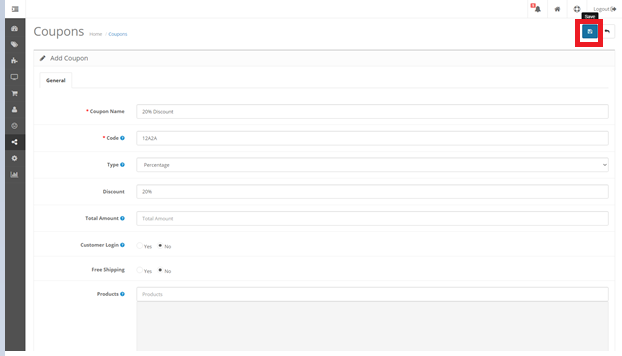 Logout
Save
Coupons Home / Coupons
Add Coupon
General
* Coupon Name 20% Discount
* Code 12A2A
Type Percentage
Discount 20%
Total Amount Total Amount
Customer Login Yes No
Free Shipping Yes No
Products Products